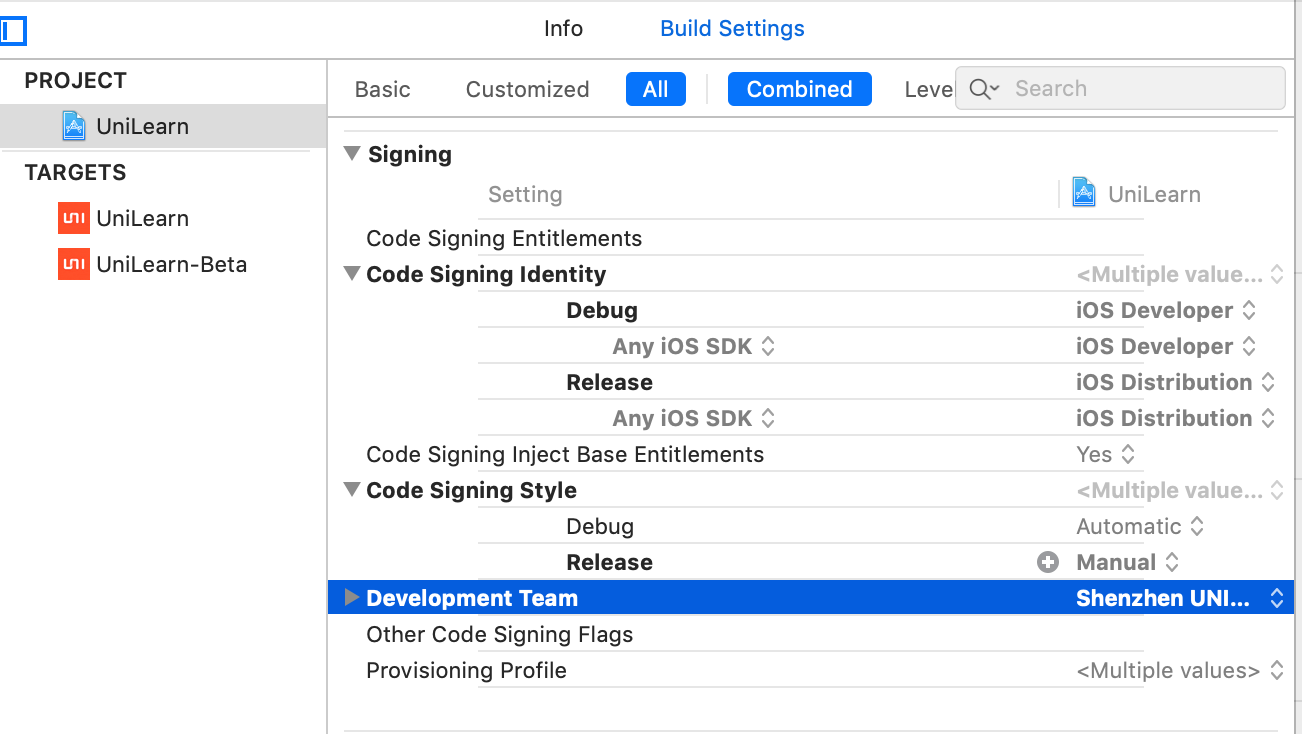 Info Build Settings
PROJECT
UniLearn
TARGETS
UNI UniLearn
UNI UniLearn-Beta
Basic Customized All Combined Leve Search
Signing
Setting UniLearn
Code Signing Entitlements
Code Signing Identity <Multiple value...
Debug iOS Developer
Any iOS SDK iOS Developer
Release iOS Distribution
Any iOS SDK iOS Distribution
Code Signing Inject Base Entitlements Yes
Code Signing Style <Multiple value...
Debug Automatic
Release Manual
Development Team Shenzhen UNI...
Other Code Signing Flags
Provisioning Profile <Multiple values>